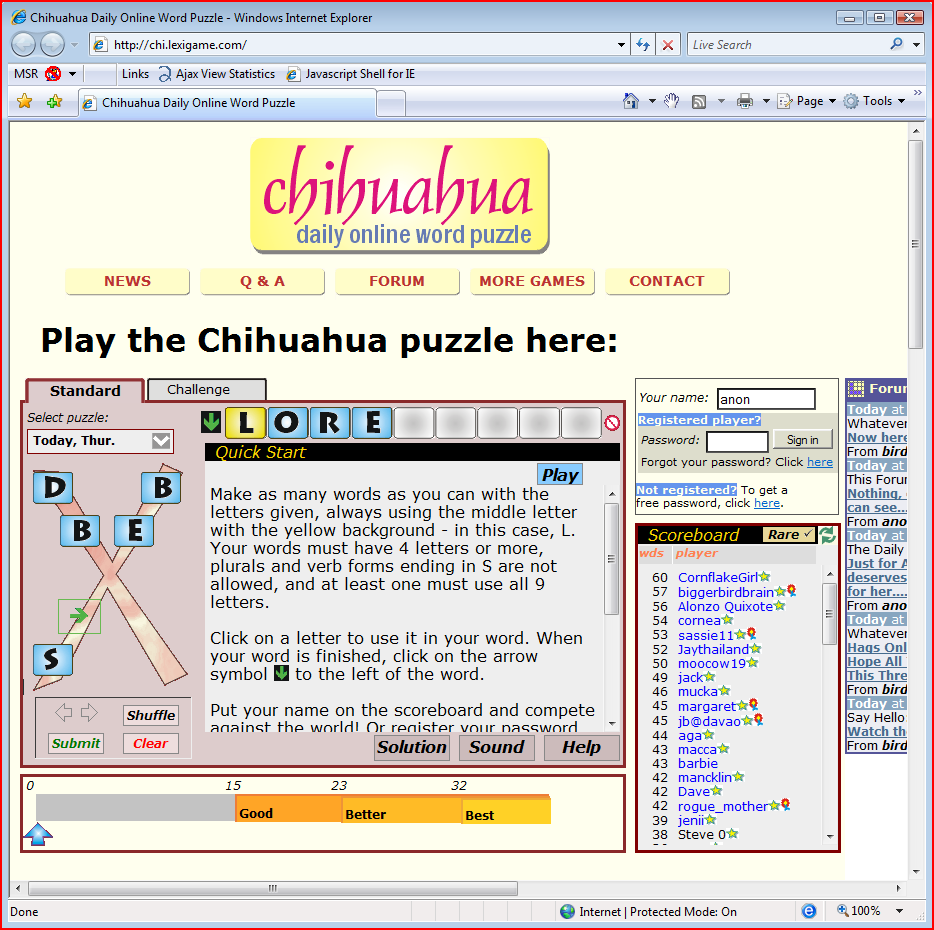 Chihuahua Daily Online Word Puzzle - Windows Internet Explorer
http://chi.lexigame.com/
Live Search
MSR
Links Ajax View Statistics Javascript Shell for IE
Chihuahua Daily Online Word Puzzle
Page Tools
chihuahua
daily online word puzzle
NEWS Q & A FORUM MORE GAMES CONTACT
Play the Chihuahua puzzle here:
Standard Challenge
Select puzzle:
Today, Thur.
D B
B E
S
Shuffle
Submit Clear
L O R E
Quick Start
Play
Make as many words as you can with the
letters given, always using the middle letter
with the yellow background - in this case, L.
Your words must have 4 letters or more,
plurals and verb forms ending in S are not
allowed, and at least one must use all 9
letters.
Click on a letter to use it in your word. When
your word is finished, click on the arrow
symbol to the left of the word.
Put your name on the scoreboard and compete
against the world! Or register your password
Solution Sound Help
0 15 23 32
Good Better Best
Your name: anon
Registered player?
Password: Sign in
Forgot your password? Click here
Not registered? To get a
free password, click here.
Scoreboard Rare ✓
wds player
60 CornflakeGirl
57 biggerbirdbrain
56 Alonzo Quixote
54 cornea
53 sassie11
52 Jaythailand
50 moocow19
49 jack
46 mucka
45 margaret
45 jb@davao
44 aga
43 macca
43 barbie
42 mancklin
42 Dave
42 rogue_mother
39 jenii
38 Steve 0
Forun
Today at
Whatever
Now here
From bird
Today at
This Forur
Nothing,
can see...
From ano
Today at
The Daily
Just for A
deserves
for her....
From ano
Today at
Whatever
Hags Onl
Hope All
This Thre
From bird
Today at
Say Hello:
Watch the
From bird
Done Internet | Protected Mode: On 100%